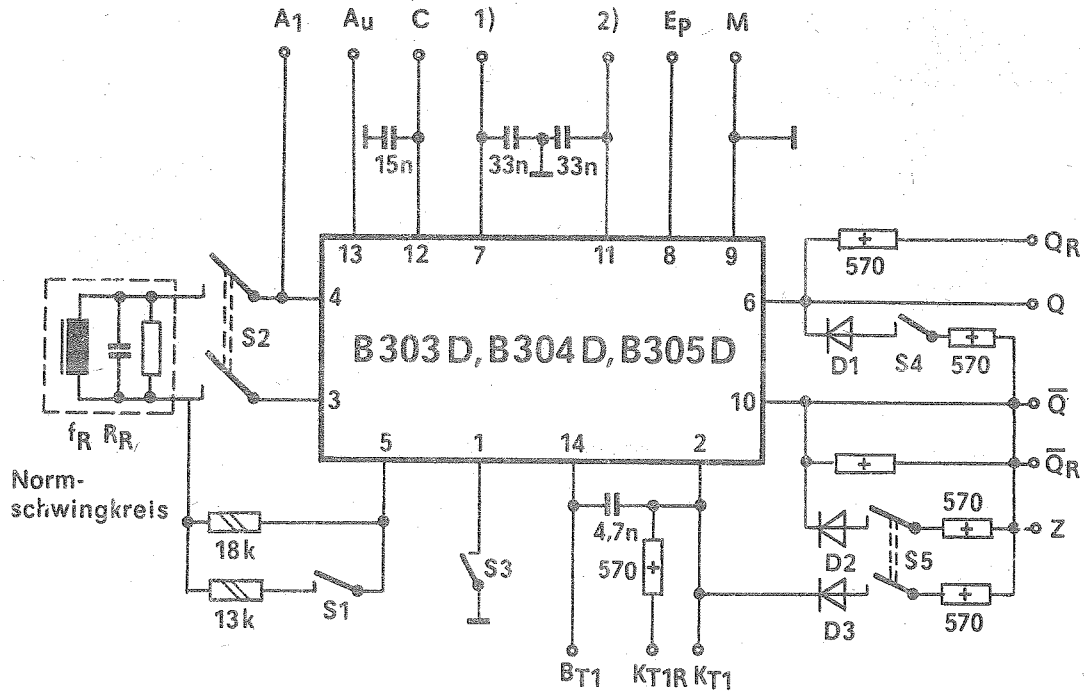 A1 Au C 1) 2) Ep M
15n 33n 33n
13 12 7 11 8 9
QR
570
4 6 Q
S2
B303D, B304D, B305D
D1 S4 570
3 10 Q̅
fR RR
5 1 14 2
Q̅R
Norm-
schwingkreis
570
Z
18k 4,7n D2 S5
S3 570
13k S1 D3 570
BT1 KT1R KT1